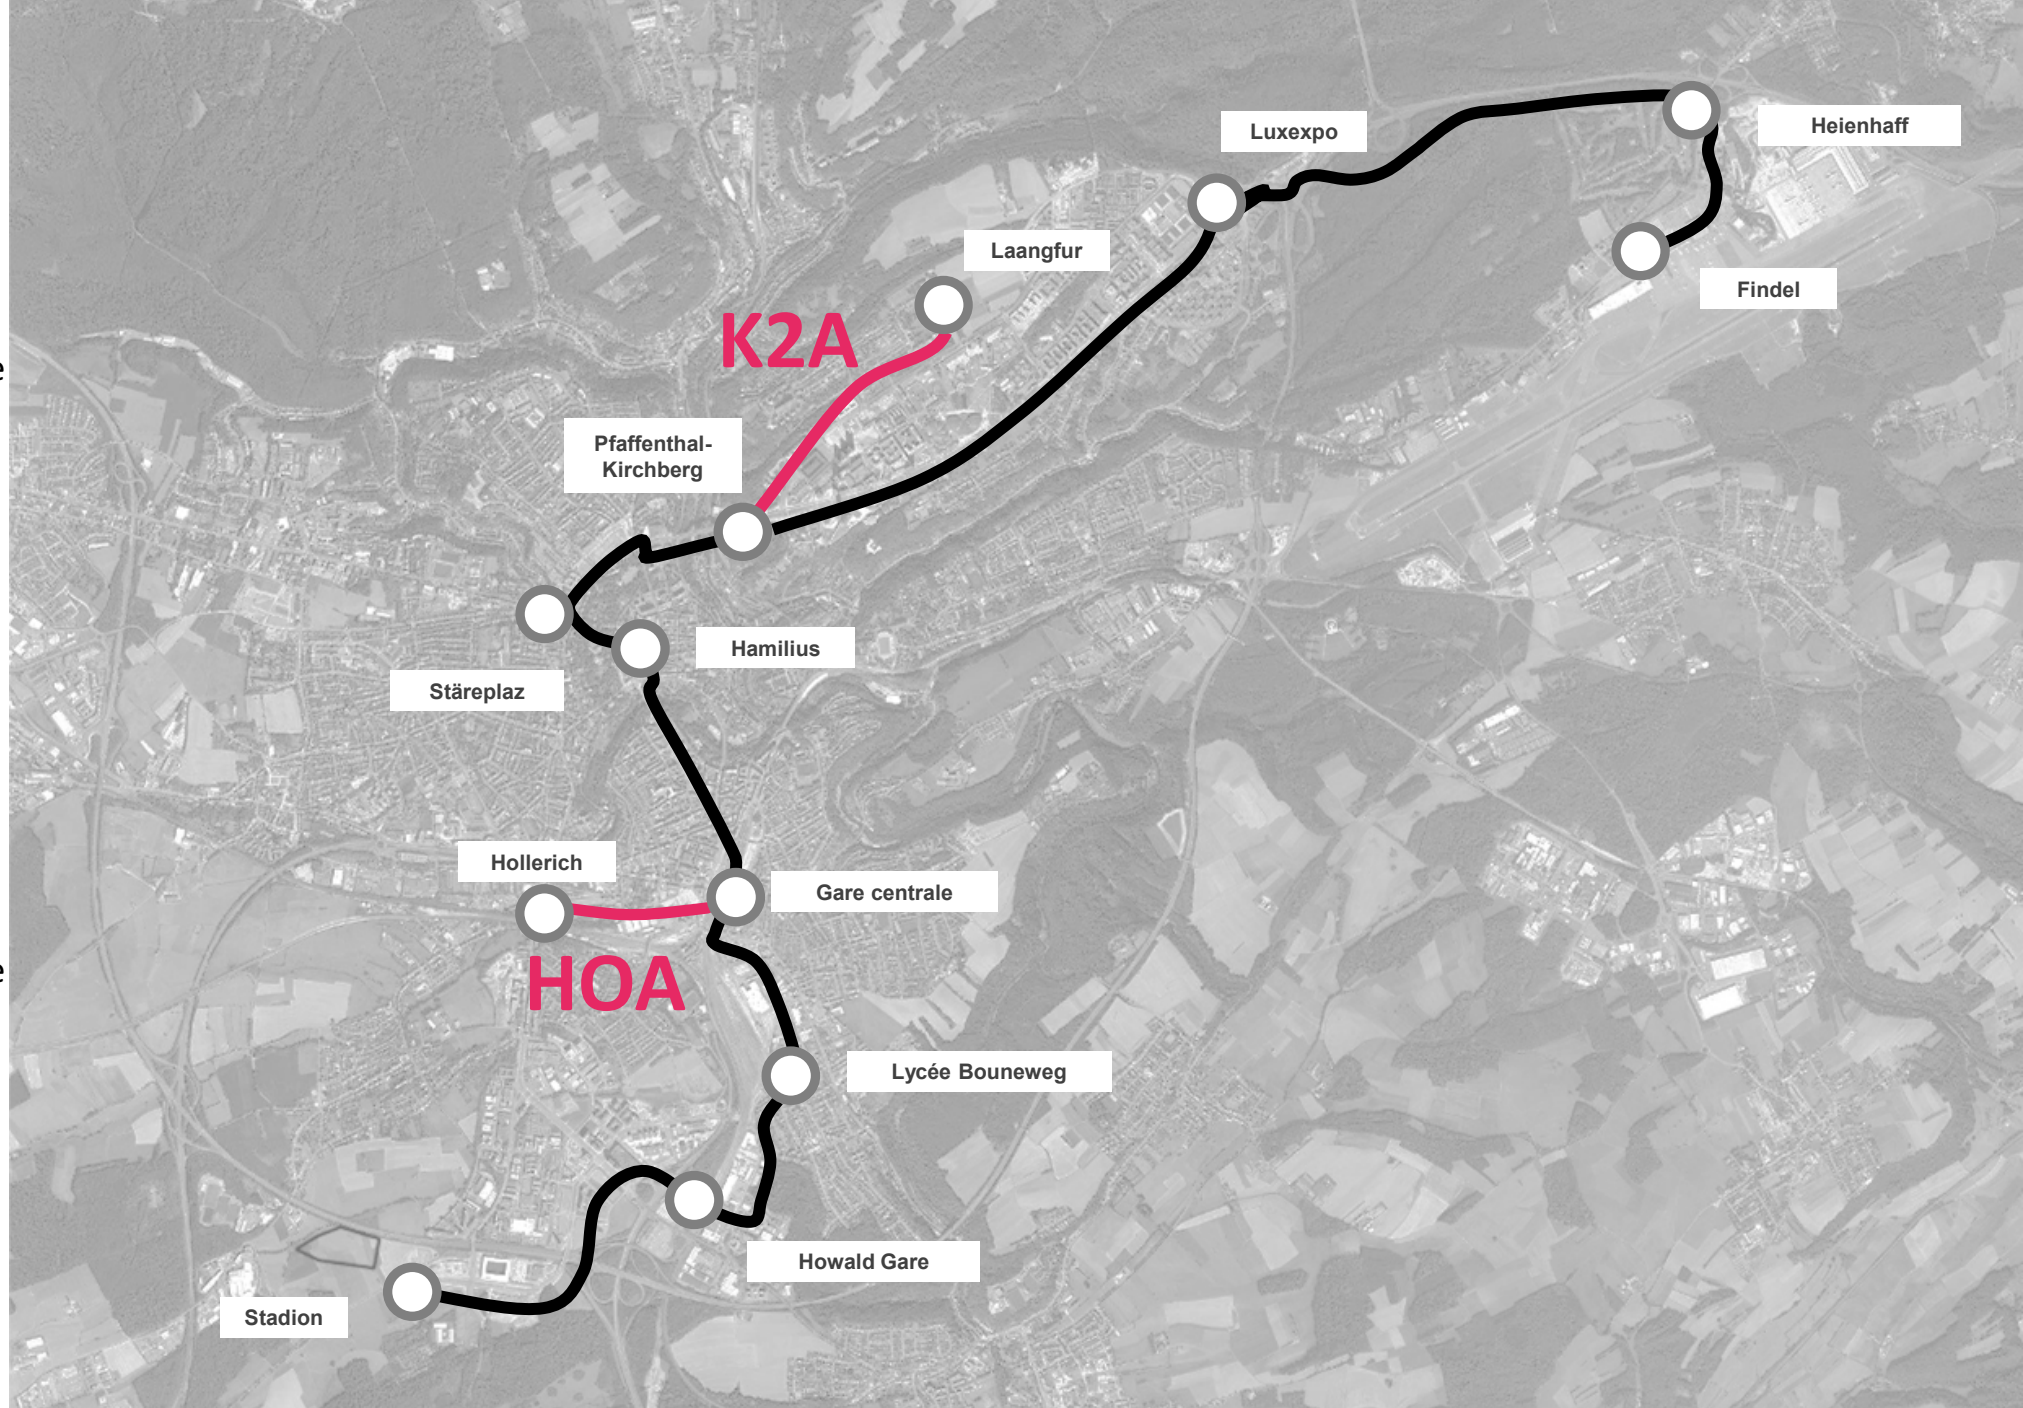 Heienhaff
Luxexpo
Laangfur
Findel
K2A
Pfaffenthal-
Kirchberg
Hamilius
Stäreplaz
Hollerich
Gare centrale
HOA
Lycée Bouneweg
Howald Gare
Stadion